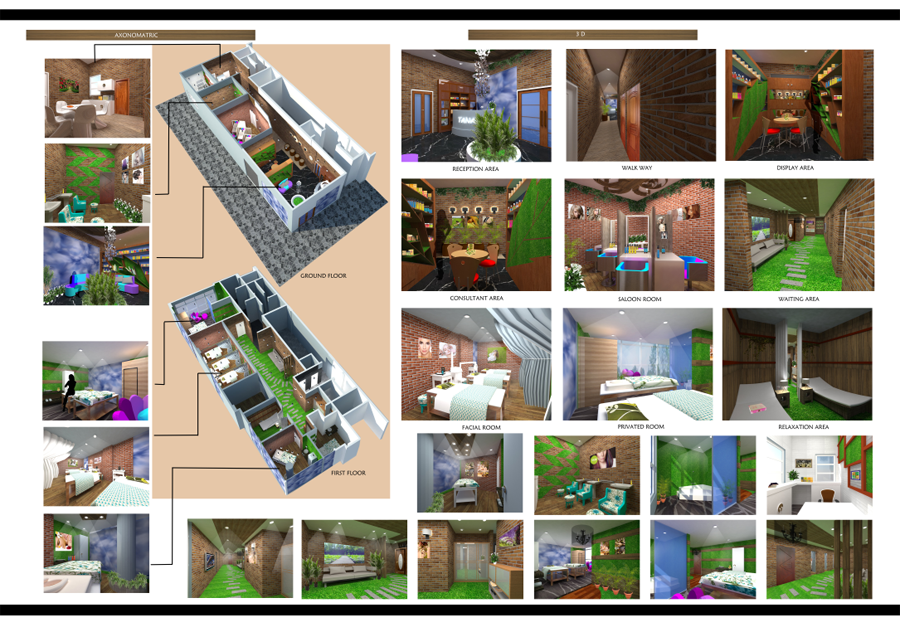 AXONOMATRIC
3 D
RECEPTION AREA
WALK WAY
DISPLAY AREA
GROUND FLOOR
CONSULTANT AREA
SALOON ROOM
WAITING AREA
FACIAL ROOM
PRIVATED ROOM
RELAXATION AREA
FIRST FLOOR